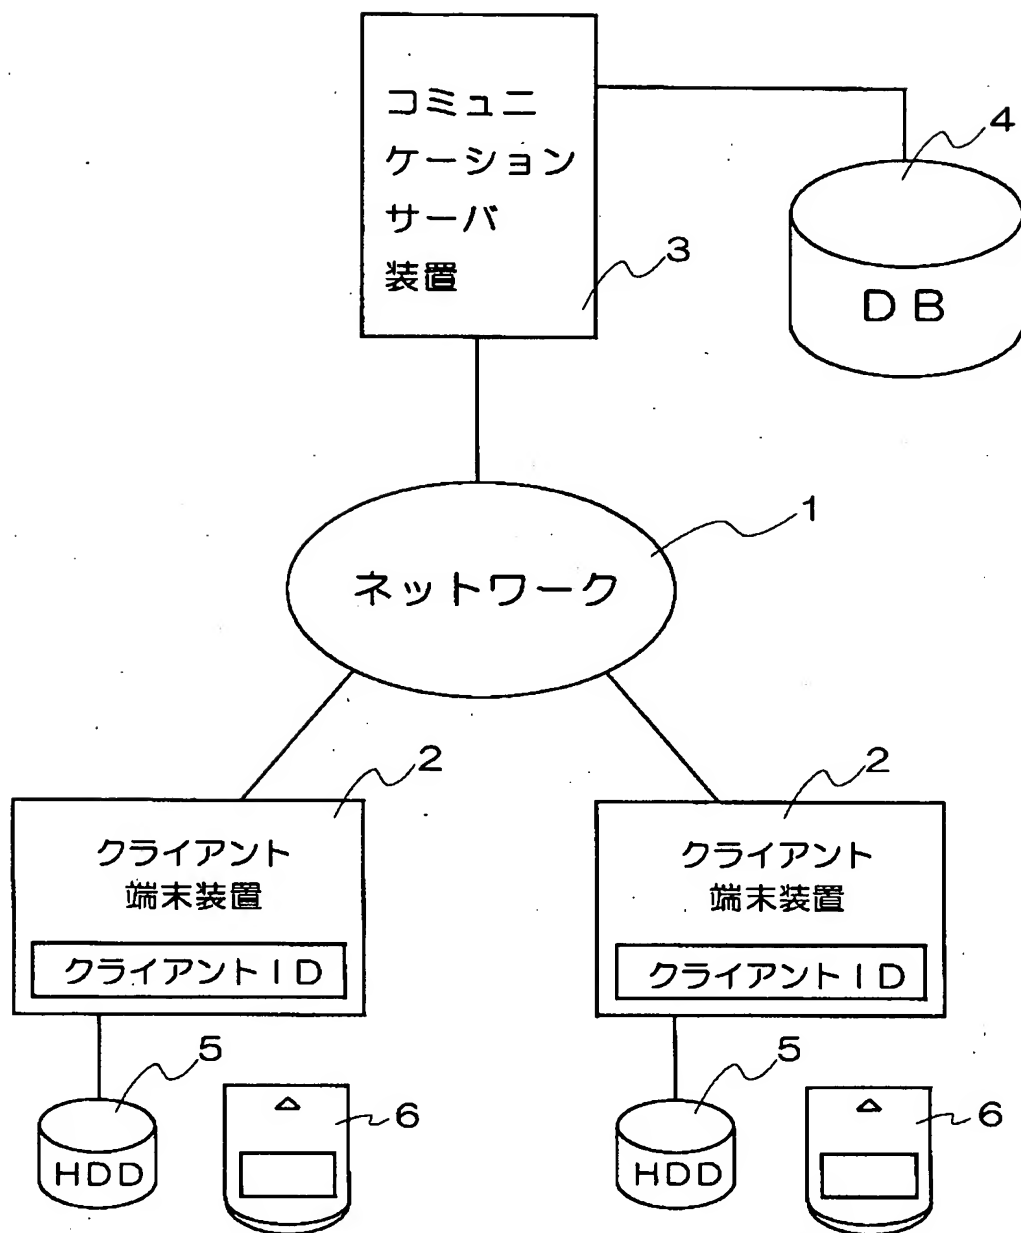 コミュニ
ケーション
サーバ
装置
3
4
DB
1
ネットワーク
2
クライアント
端末装置
クライアントID
2
クライアント
端末装置
クライアントID
5
HDD
6
5
HDD
6